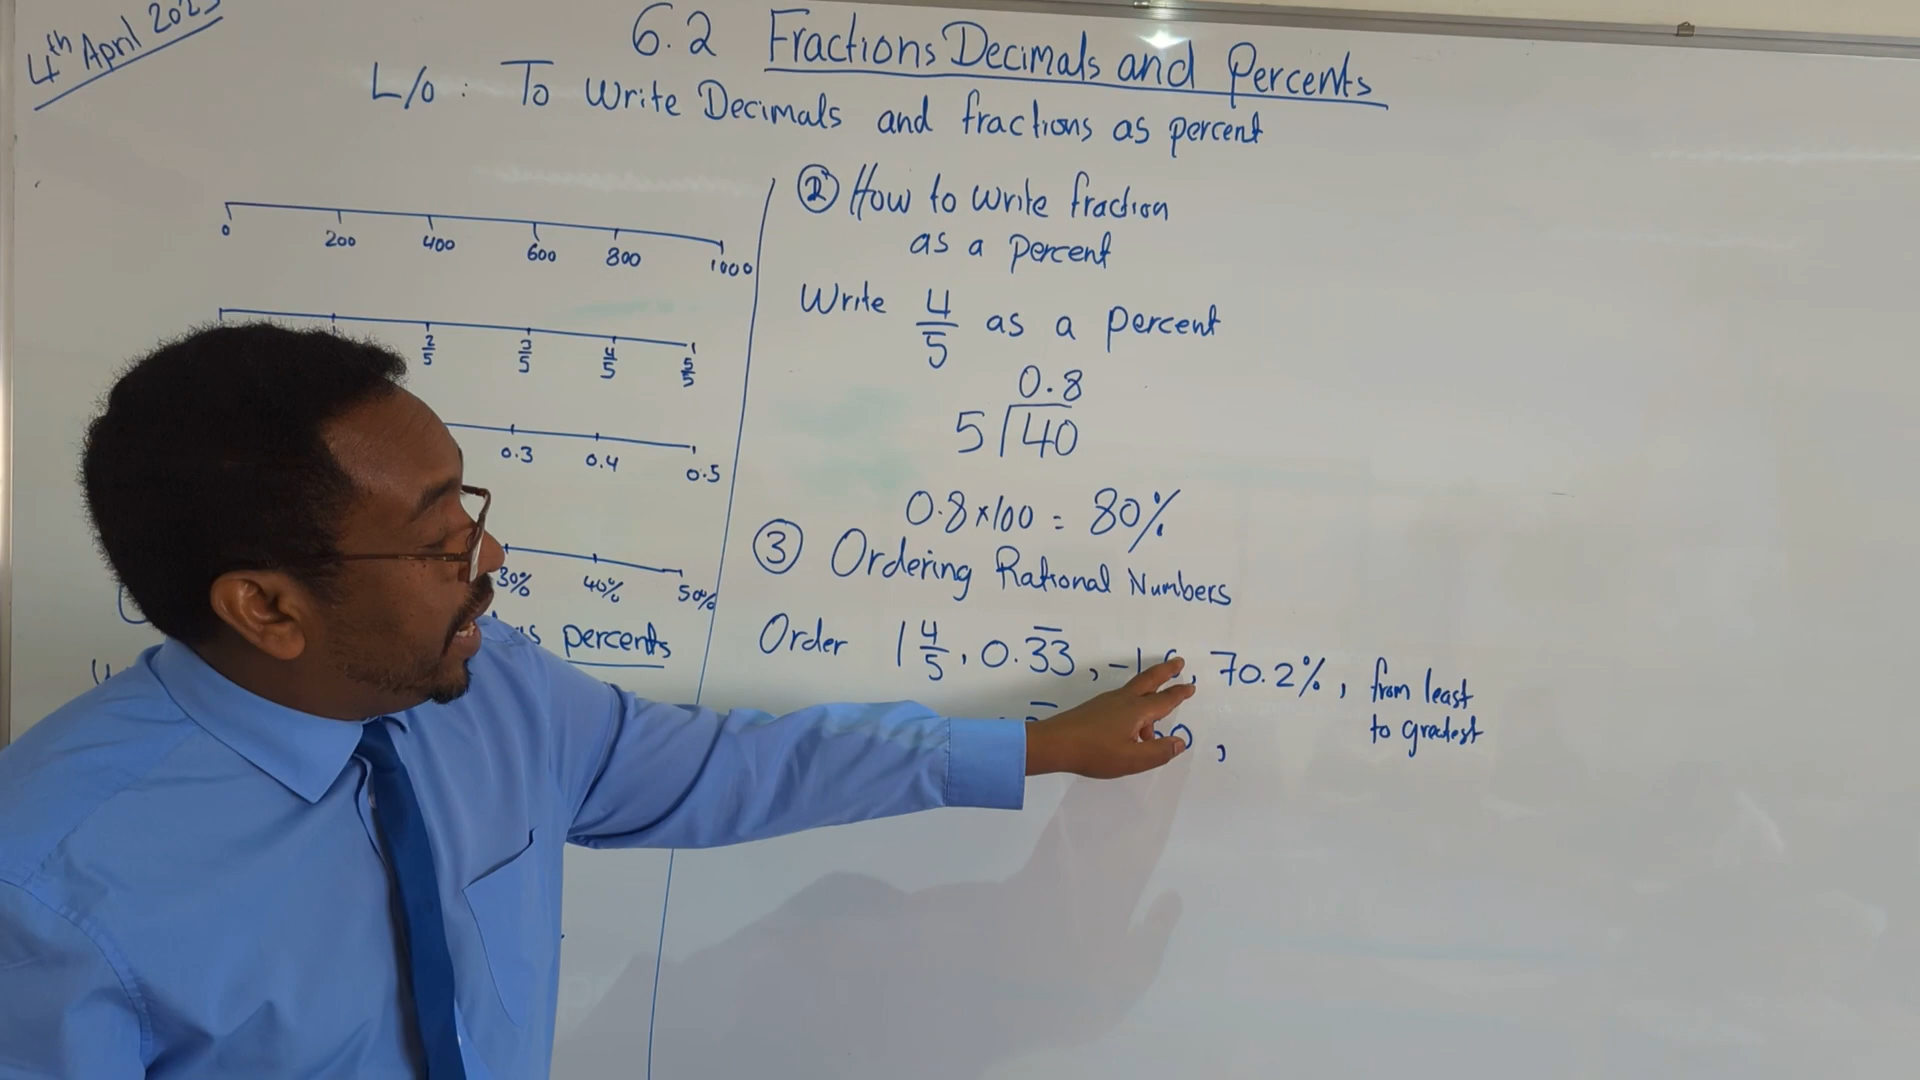 4th April 2023
6.2 Fractions Decimals and Percents
L/o : To Write Decimals and fractions as percent
0 200 400 600 800 1000
2/5 3/5 4/5 5/5
0.3 0.4 0.5
30% 40% 50%
as percents
② How to write fraction
as a percent
Write 4/5 as a percent
0.8
5 40
0.8×100 = 80%
③ Ordering Rational Numbers
Order 1 4/5, 0.3̅3̅, , 70.2%, from least
to greatest